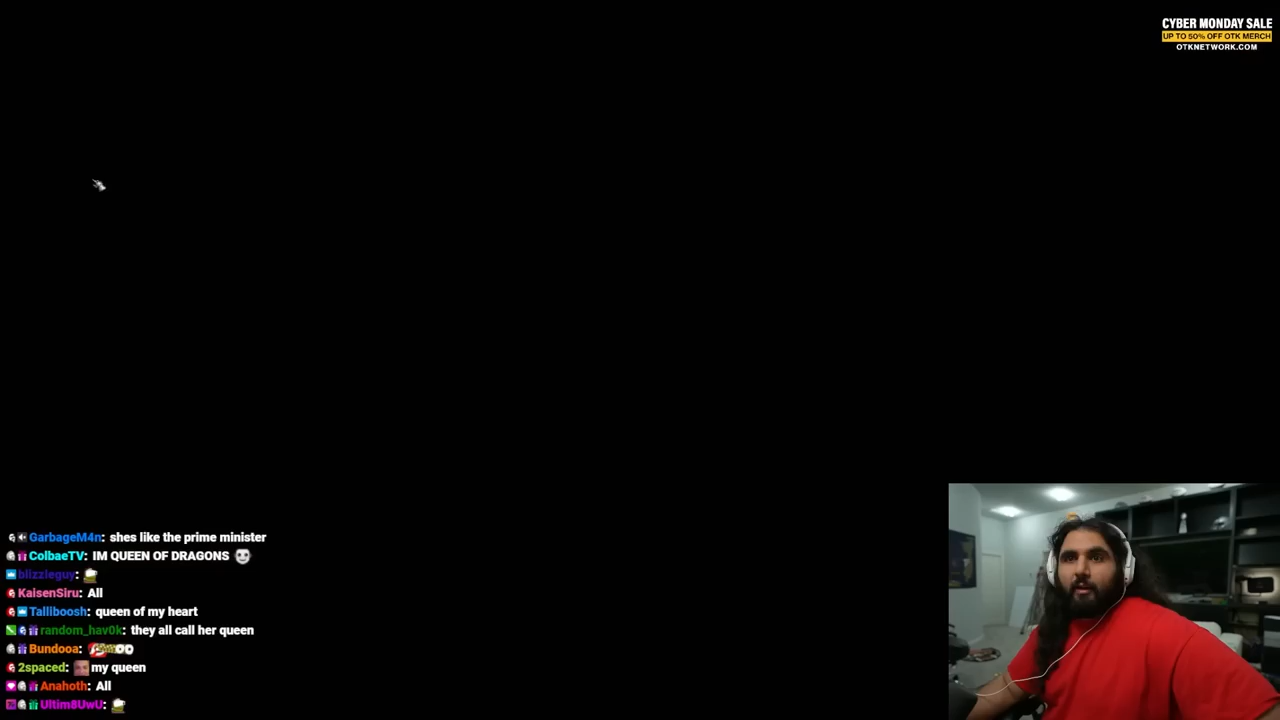 CYBER MONDAY SALE
UP TO 50% OFF OTK MERCH
OTKNETWORK.COM
GarbageM4n: shes like the prime minister
ColbaeTV: IM QUEEN OF DRAGONS
blizzleguy:
KaisenSiru: All
Talliboosh: queen of my heart
random_hav0k: they all call her queen
Bundooa:
2spaced: my queen
Anahoth: All
Ultim8UwU: